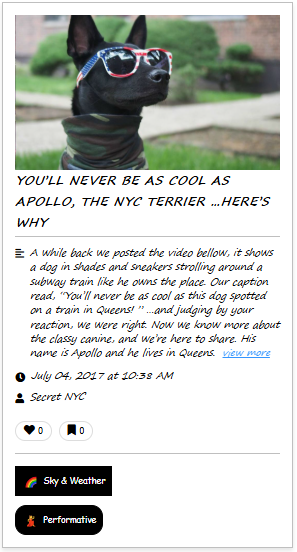 YOU'LL NEVER BE AS COOL AS
APOLLO, THE NYC TERRIER ...HERE'S
WHY
A while back we posted the video bellow, it shows
a dog in shades and sneakers strolling around a
subway train like he owns the place. Our caption
read, "You'll never be as cool as this dog spotted
on a train in Queens! " ...and judging by your
reaction, we were right. Now we know more about
the classy canine, and we're here to share. His
name is Apollo and he lives in Queens. view more
July 04, 2017 at 10:38 AM
Secret NYC
0 0
Sky & Weather
Performative